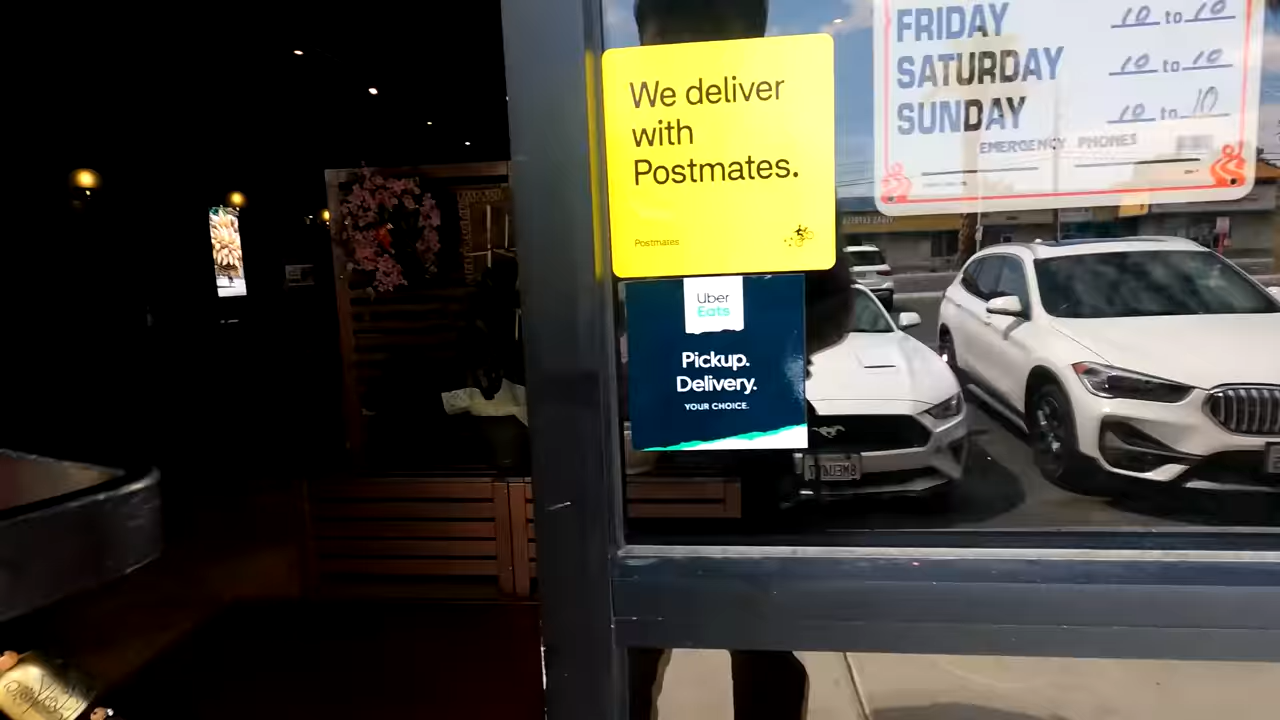 FRIDAY 10 to 10
SATURDAY 10 to 10
SUNDAY 10 to 10
EMERGENCY PHONES
We deliver
with
Postmates.
Postmates
Uber
Eats
Pickup.
Delivery.
YOUR CHOICE.